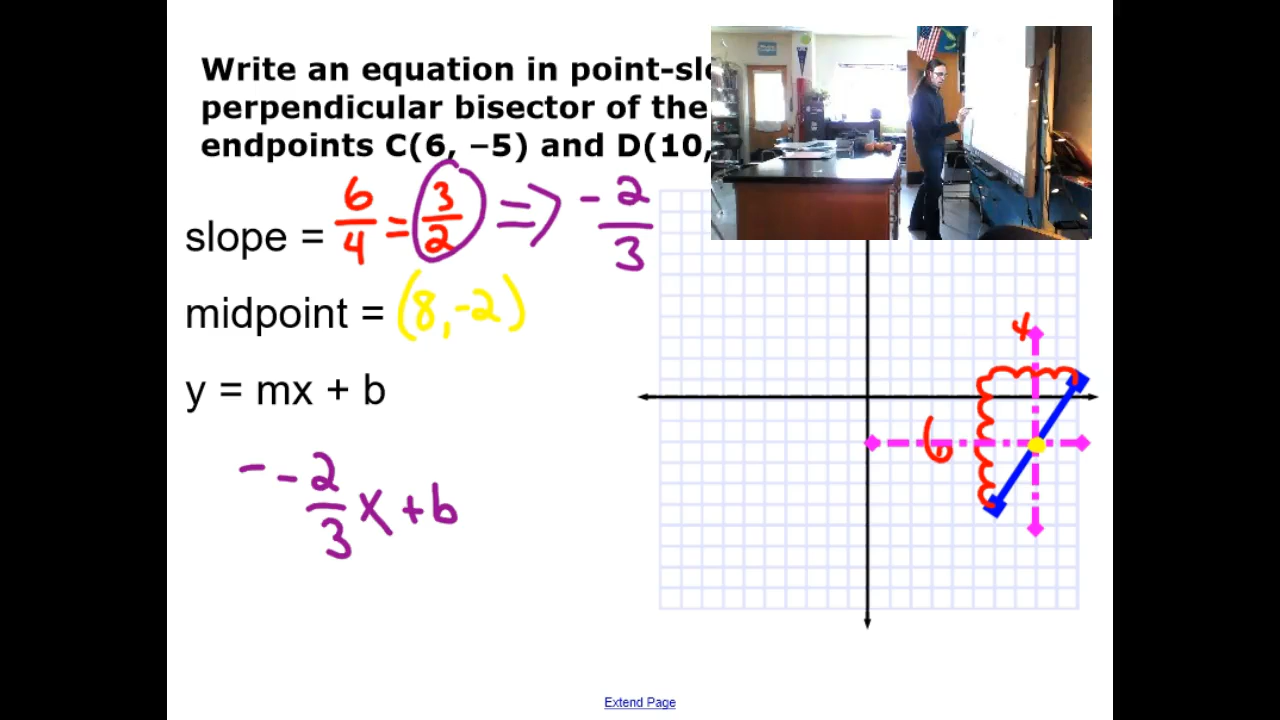 Write an equation in point-slo
perpendicular bisector of the
endpoints C(6, –5) and D(10,
slope = 6/4 = 3/2 => -2/3
midpoint = (8, -2)
y = mx + b
- -2/3 x + b
4
6
Extend Page